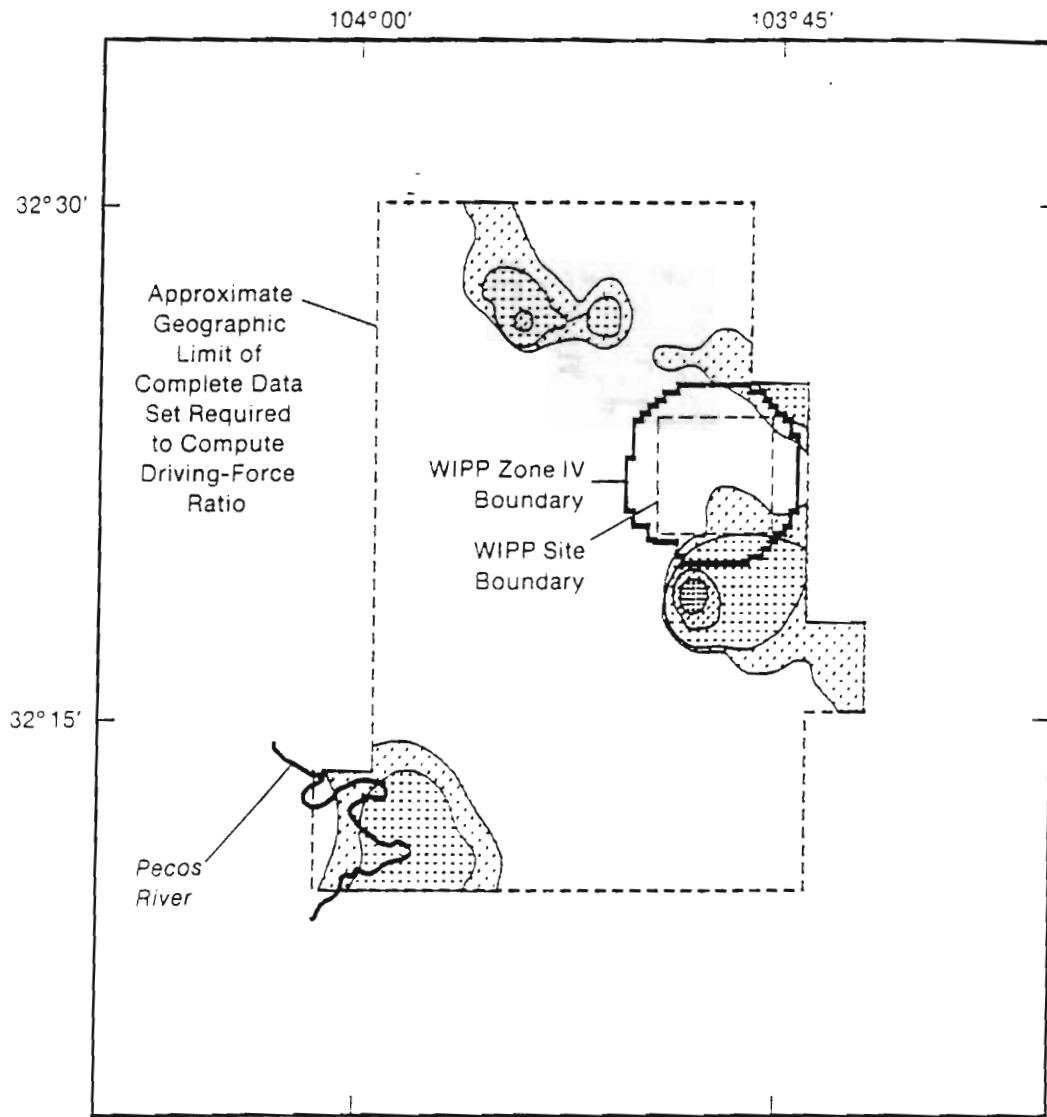 104°00'
103°45'
32°30'
Approximate
Geographic
Limit of
Complete Data
Set Required
to Compute
Driving-Force
Ratio
WIPP Zone IV
Boundary
WIPP Site
Boundary
32°15'
Pecos
River